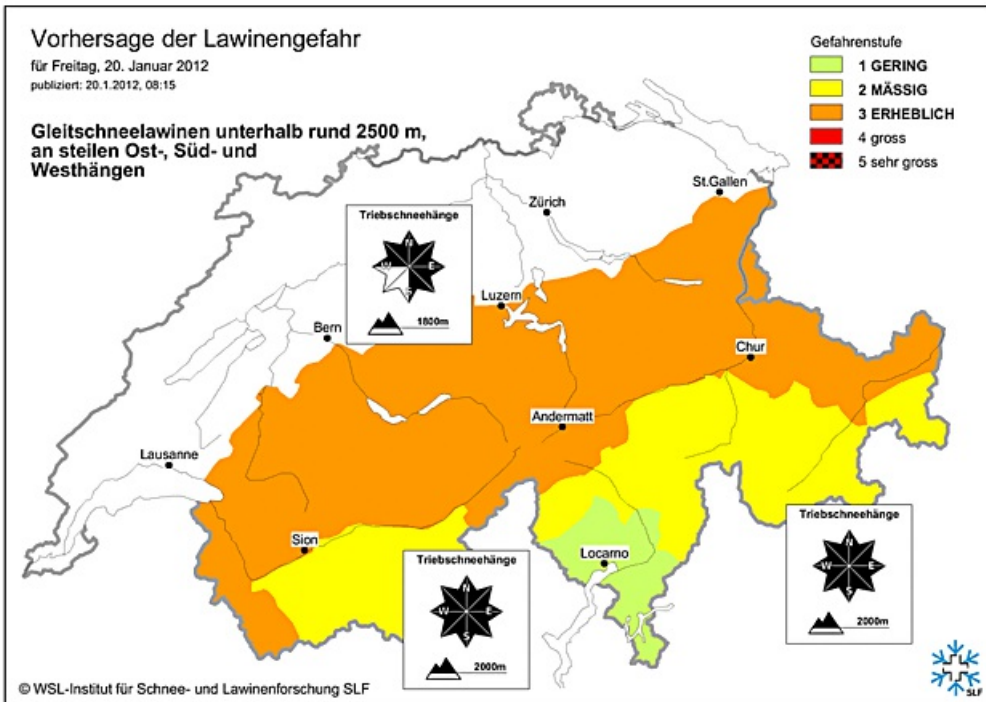 Vorhersage der Lawinengefahr
für Freitag, 20. Januar 2012
publiziert: 20.1.2012, 08:15
Gleitschneelawinen unterhalb rund 2500 m,
an steilen Ost-, Süd- und
Westhängen
Gefahrenstufe
1 GERING
2 MÄSSIG
3 ERHEBLICH
4 gross
5 sehr gross
St.Gallen
Zürich
Triebschneehänge
N
W E
S
1800m
Luzern
Bern
Chur
Andermatt
Lausanne
Sion
Locarno
Triebschneehänge
N
W E
S
2000m
Triebschneehänge
N
W E
S
2000m
© WSL-Institut für Schnee- und Lawinenforschung SLF
SLF